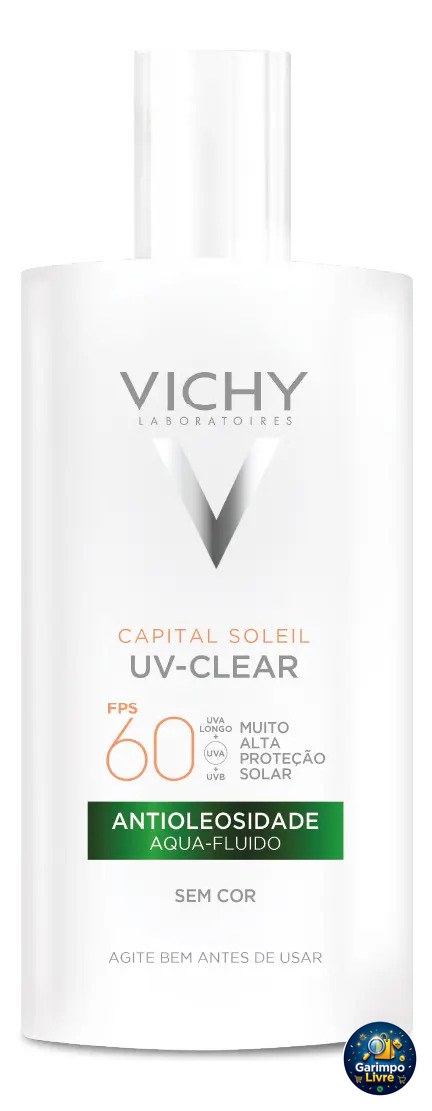 VICHY
LABORATOIRES
CAPITAL SOLEIL
UV-CLEAR
FPS
60
UVA
LONGO
+
UVA
+
UVB
MUITO
ALTA
PROTEÇÃO
SOLAR
ANTIOLEOSIDADE
AQUA-FLUIDO
SEM COR
AGITE BEM ANTES DE USAR
Garimpo
Livre